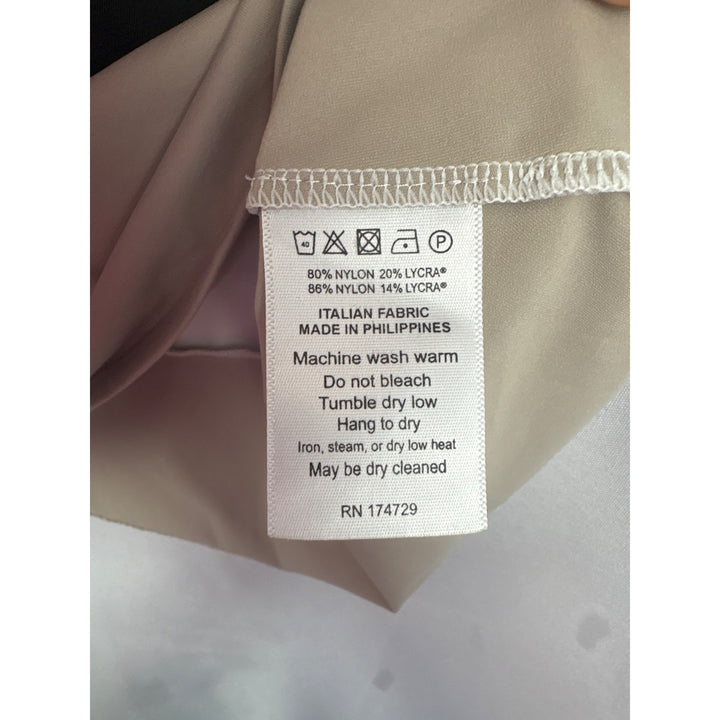 40 P
80% NYLON 20% LYCRA®
86% NYLON 14% LYCRA®
ITALIAN FABRIC
MADE IN PHILIPPINES
Machine wash warm
Do not bleach
Tumble dry low
Hang to dry
Iron, steam, or dry low heat
May be dry cleaned
RN 174729